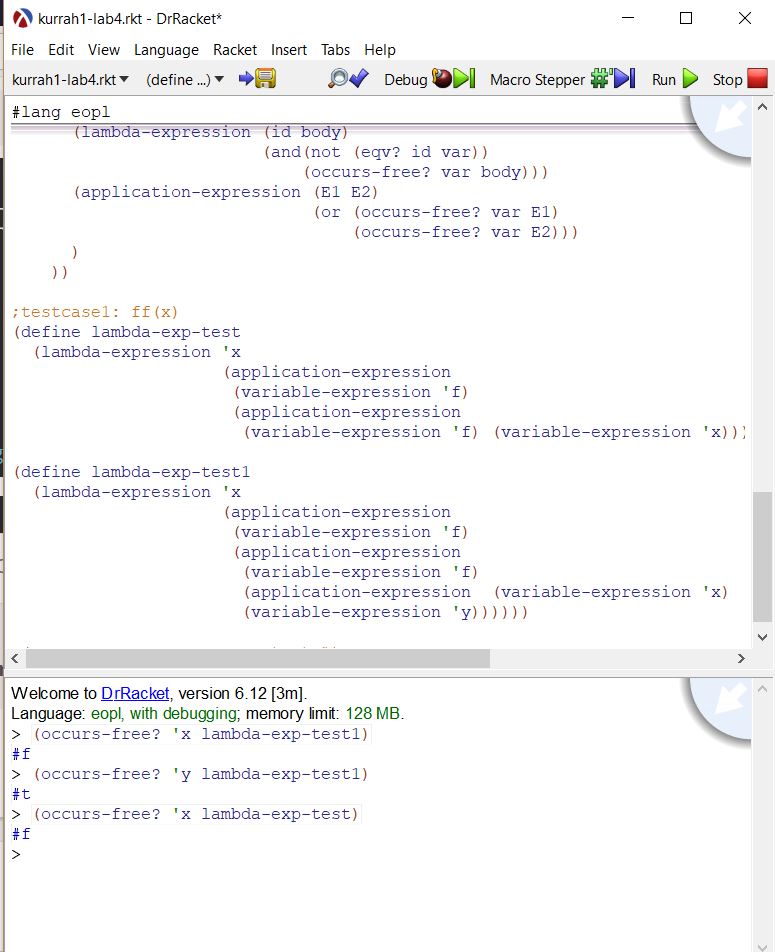 kurrah1-lab4.rkt - DrRacket*
File Edit View Language Racket Insert Tabs Help
kurrah1-lab4.rkt (define ...) Debug Macro Stepper Run Stop
#lang eopl
(lambda-expression (id body)
(and(not (eqv? id var))
(occurs-free? var body)))
(application-expression (E1 E2)
(or (occurs-free? var E1)
(occurs-free? var E2)))
)
))
;testcase1: ff(x)
(define lambda-exp-test
(lambda-expression 'x
(application-expression
(variable-expression 'f)
(application-expression
(variable-expression 'f) (variable-expression 'x)))
(define lambda-exp-test1
(lambda-expression 'x
(application-expression
(variable-expression 'f)
(application-expression
(variable-expression 'f)
(application-expression (variable-expression 'x)
(variable-expression 'y))))))
Welcome to DrRacket, version 6.12 [3m].
Language: eopl, with debugging; memory limit: 128 MB.
> (occurs-free? 'x lambda-exp-test1)
#f
> (occurs-free? 'y lambda-exp-test1)
#t
> (occurs-free? 'x lambda-exp-test)
#f
>